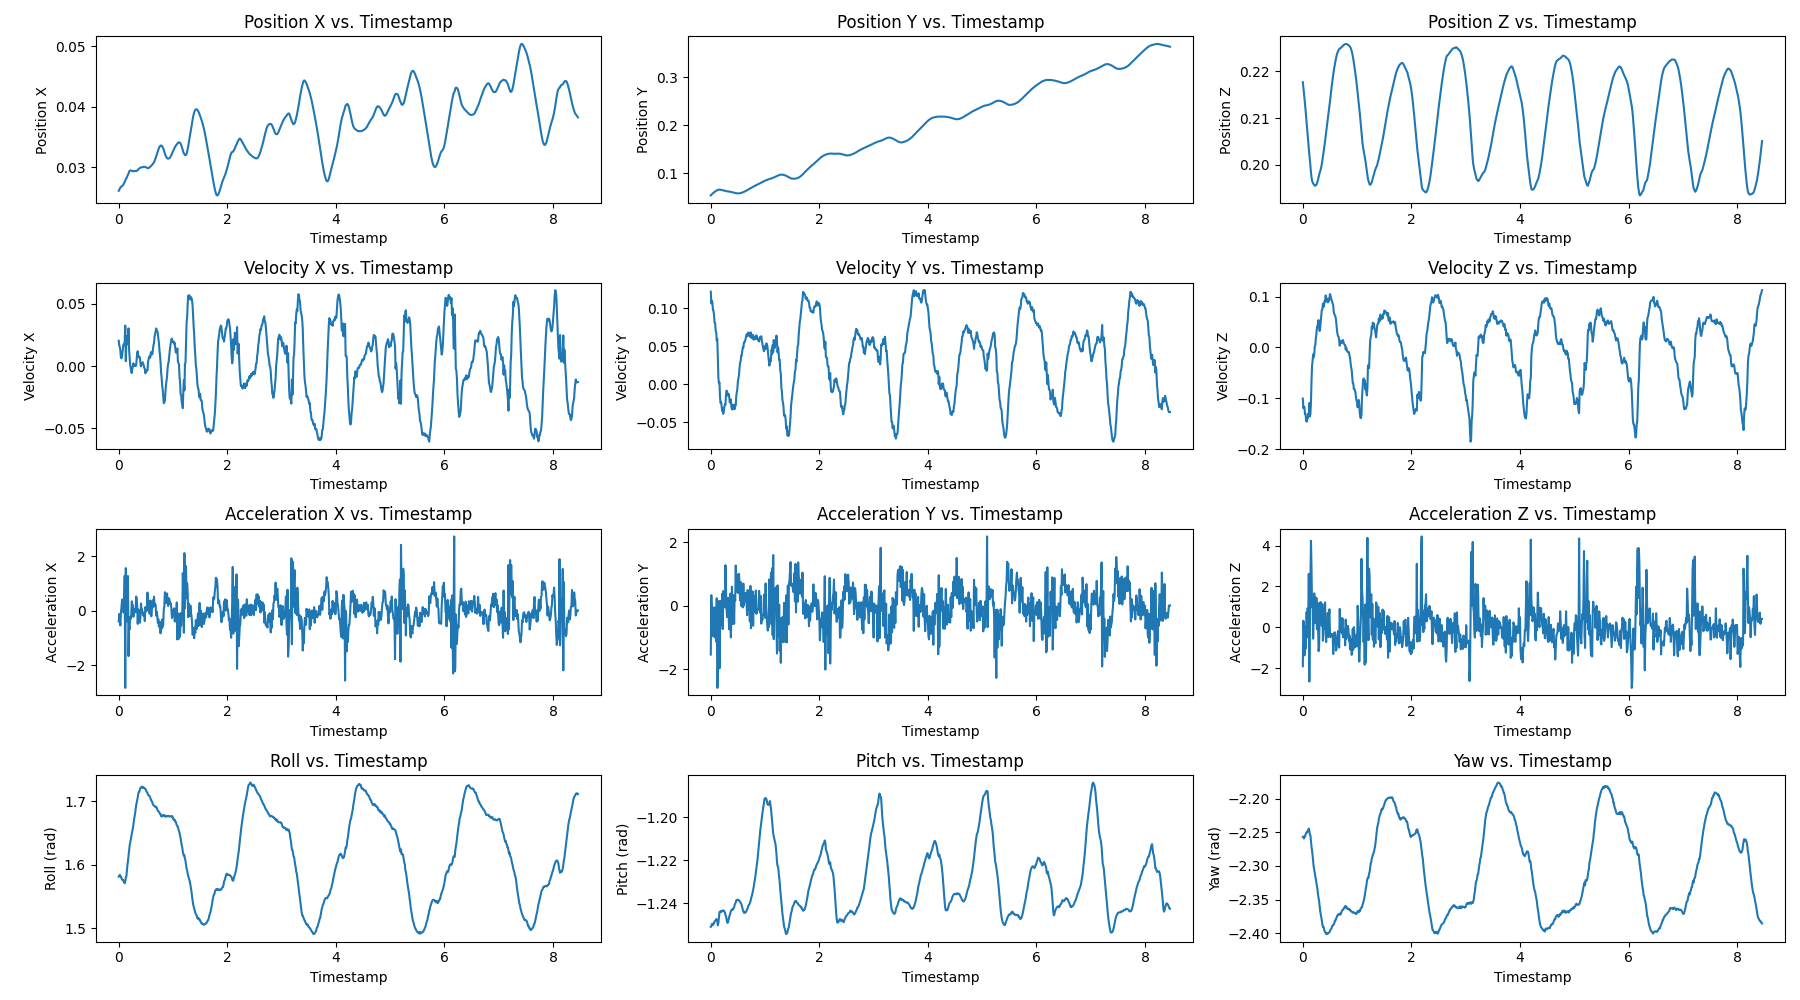 Position X vs. Timestamp
Position X
0.05
0.04
0.03
0 2 4 6 8
Timestamp
Position Y vs. Timestamp
Position Y
0.3
0.2
0.1
0 2 4 6 8
Timestamp
Position Z vs. Timestamp
Position Z
0.22
0.21
0.20
0 2 4 6 8
Timestamp
Velocity X vs. Timestamp
Velocity X
0.05
0.00
−0.05
0 2 4 6 8
Timestamp
Velocity Y vs. Timestamp
Velocity Y
0.10
0.05
0.00
−0.05
0 2 4 6 8
Timestamp
Velocity Z vs. Timestamp
Velocity Z
0.1
0.0
−0.1
−0.2
0 2 4 6 8
Timestamp
Acceleration X vs. Timestamp
Acceleration X
2
0
−2
0 2 4 6 8
Timestamp
Acceleration Y vs. Timestamp
Acceleration Y
2
0
−2
0 2 4 6 8
Timestamp
Acceleration Z vs. Timestamp
Acceleration Z
4
2
0
−2
0 2 4 6 8
Timestamp
Roll vs. Timestamp
Roll (rad)
1.7
1.6
1.5
0 2 4 6 8
Timestamp
Pitch vs. Timestamp
Pitch (rad)
−1.20
−1.22
−1.24
0 2 4 6 8
Timestamp
Yaw vs. Timestamp
Yaw (rad)
−2.20
−2.25
−2.30
−2.35
−2.40
0 2 4 6 8
Timestamp